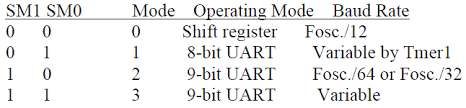 SM1 SM0 Mode Operating Mode Baud Rate
0 0 0 Shift register Fosc./12
0 1 1 8-bit UART Variable by Tmer1
1 0 2 9-bit UART Fosc./64 or Fosc./32
1 1 3 9-bit UART Variable